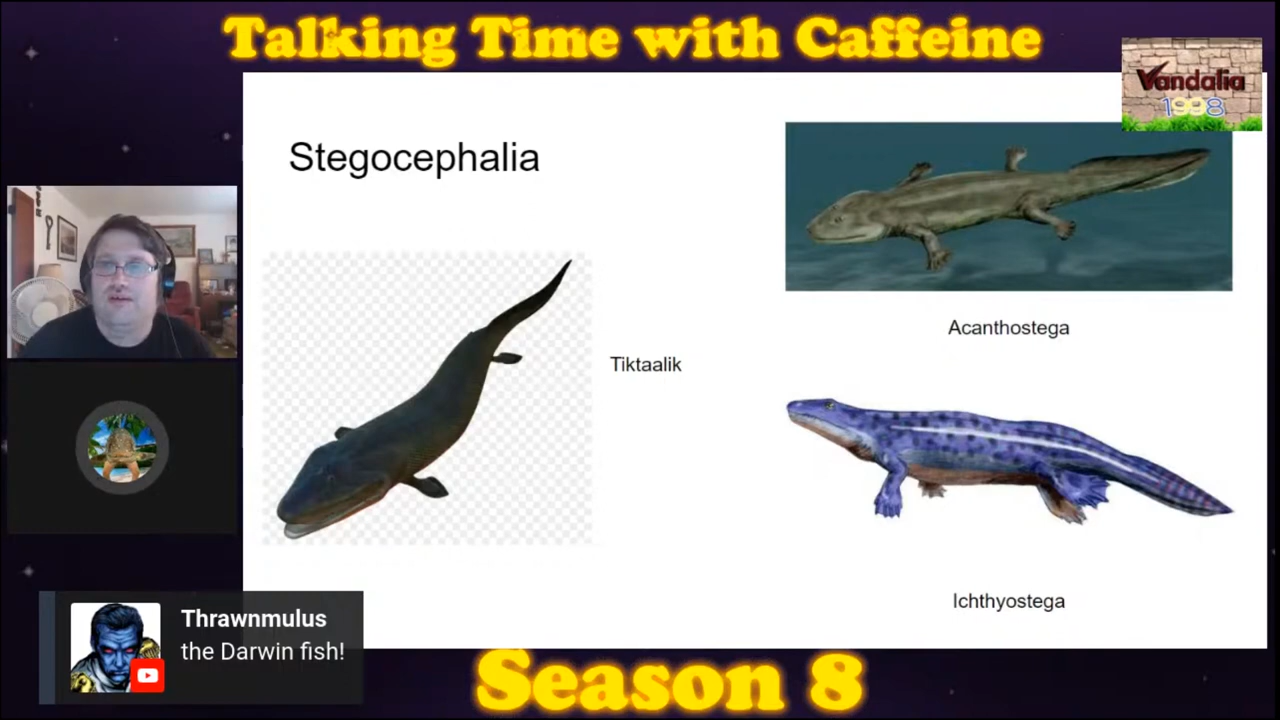 Talking Time with Caffeine
Vandalia
1998
Stegocephalia
Acanthostega
Tiktaalik
Ichthyostega
Thrawnmulus
the Darwin fish!
Season 8